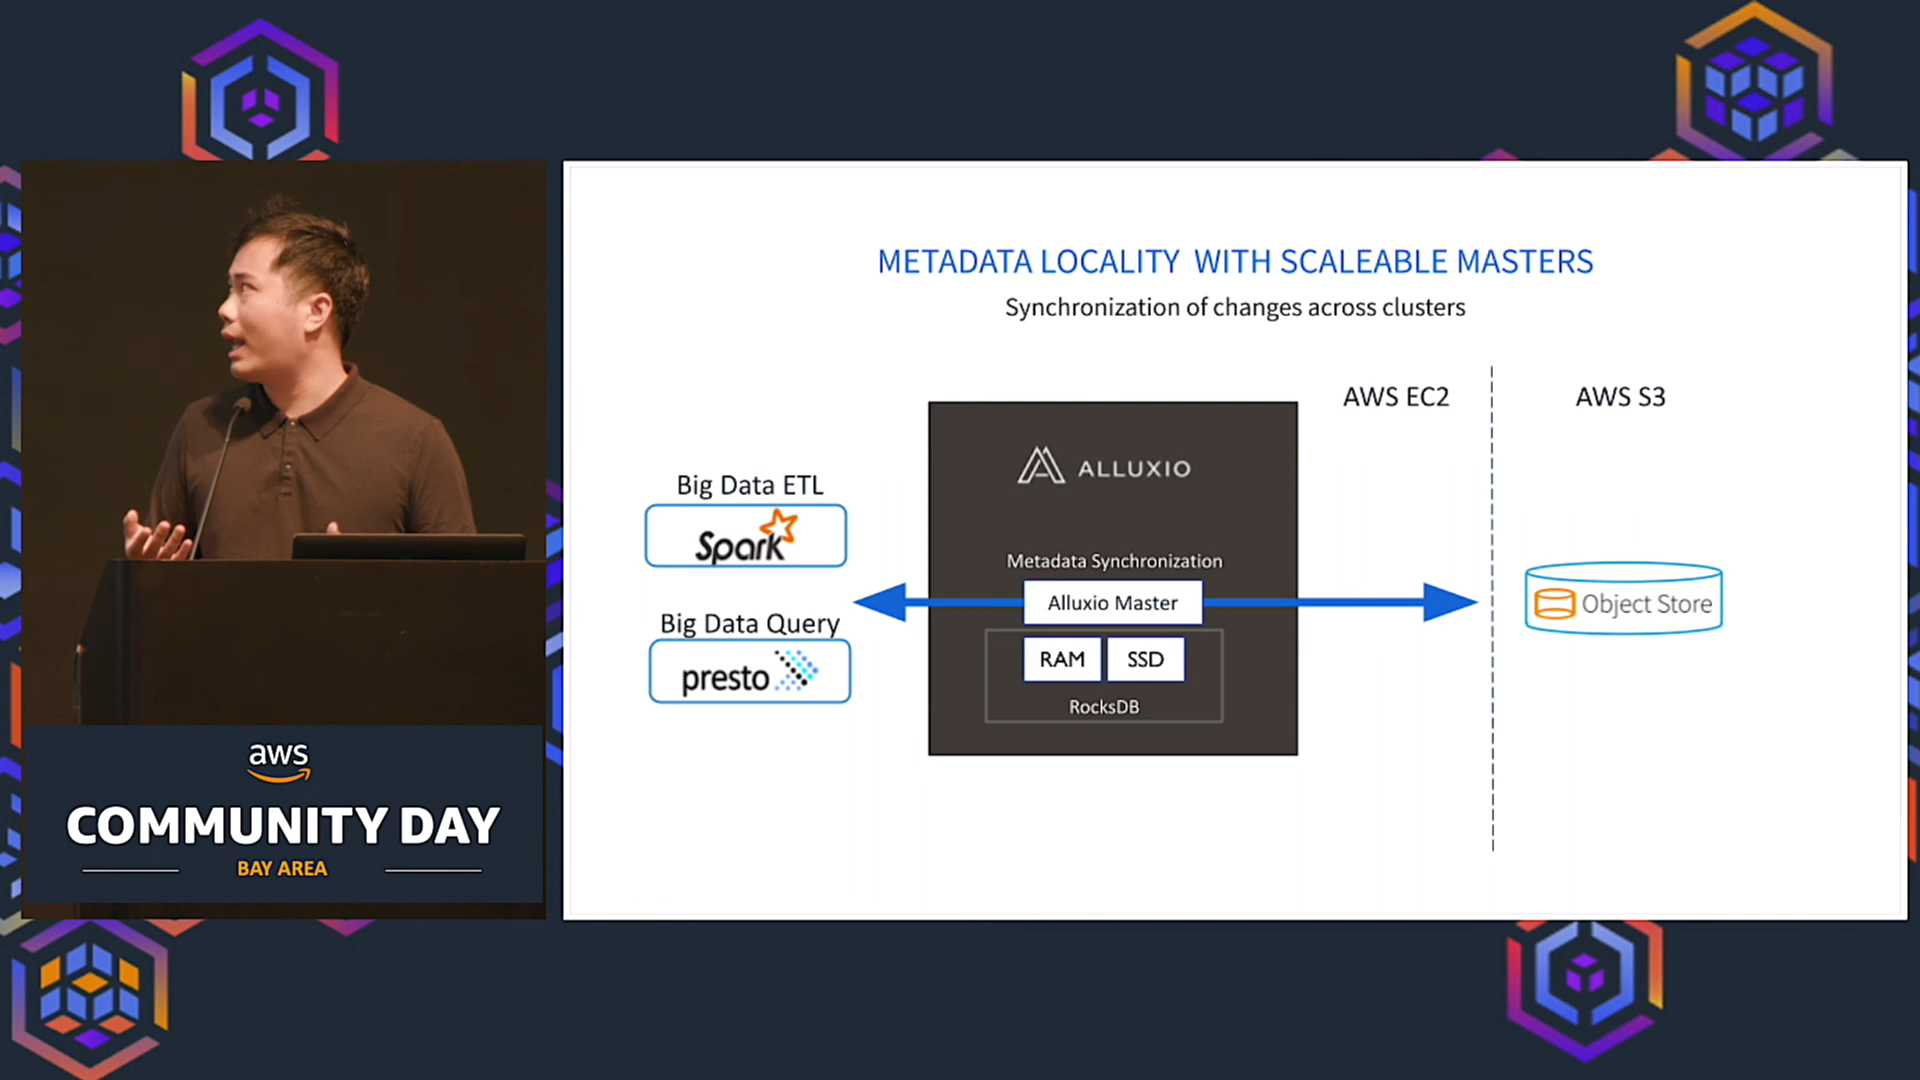 METADATA LOCALITY WITH SCALEABLE MASTERS
Synchronization of changes across clusters
AWS EC2
AWS S3
ALLUXIO
Big Data ETL
Spark
Metadata Synchronization
Alluxio Master
Object Store
Big Data Query
presto
RAM
SSD
RocksDB
aws
COMMUNITY DAY
BAY AREA